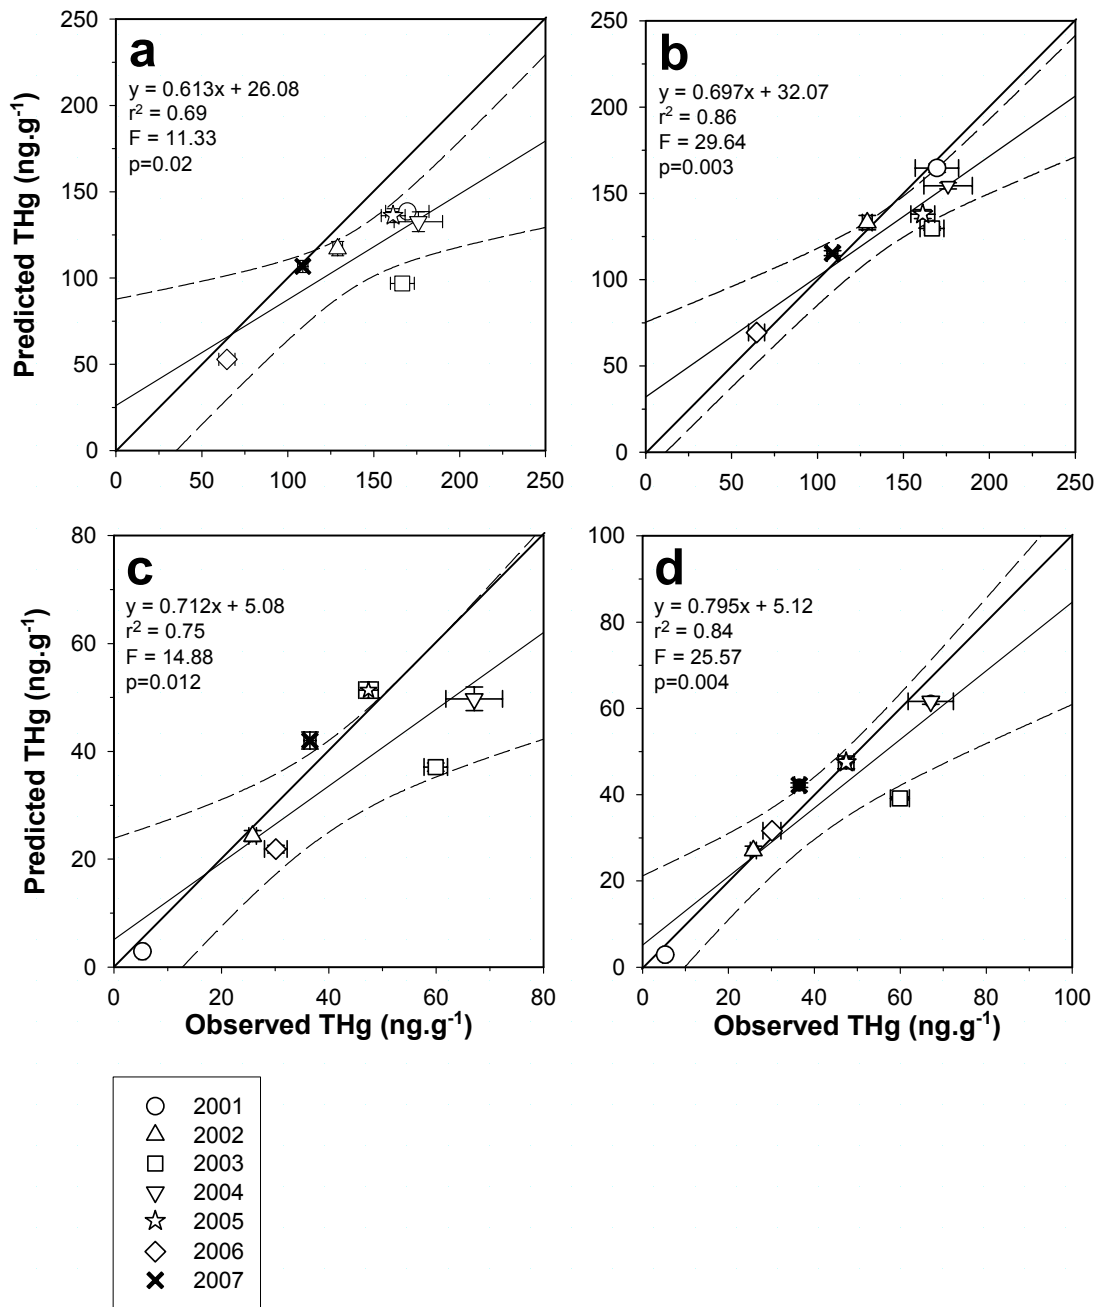 250
200
150
100
50
0
Predicted THg (ng.g⁻¹)
a
y = 0.613x + 26.08
r² = 0.69
F = 11.33
p=0.02
0 50 100 150 200 250
250
200
150
100
50
0
b
y = 0.697x + 32.07
r² = 0.86
F = 29.64
p=0.003
0 50 100 150 200 250
80
60
40
20
0
Predicted THg (ng.g⁻¹)
c
y = 0.712x + 5.08
r² = 0.75
F = 14.88
p=0.012
0 20 40 60 80
Observed THg (ng.g⁻¹)
100
80
60
40
20
0
d
y = 0.795x + 5.12
r² = 0.84
F = 25.57
p=0.004
0 20 40 60 80 100
Observed THg (ng.g⁻¹)
2001
2002
2003
2004
2005
2006
2007